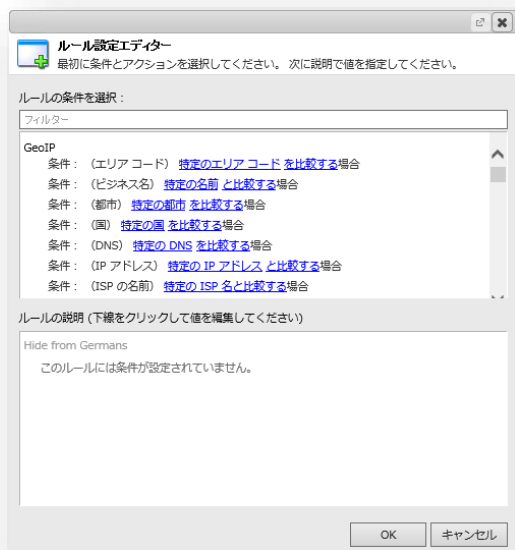 ルール設定エディター
最初に条件とアクションを選択してください。 次に説明で値を指定してください。
ルールの条件を選択：
フィルター
GeoIP
条件： （エリア コード） 特定のエリア コード を比較する場合
条件： （ビジネス名） 特定の名前 と比較する場合
条件： （都市） 特定の都市 を比較する場合
条件： （国） 特定の国 を比較する場合
条件： （DNS） 特定の DNS を比較する場合
条件： （IP アドレス） 特定の IP アドレス と比較する場合
条件： （ISP の名前） 特定の ISP 名と比較する場合
ルールの説明 (下線をクリックして値を編集してください)
Hide from Germans
このルールには条件が設定されていません。
OK キャンセル